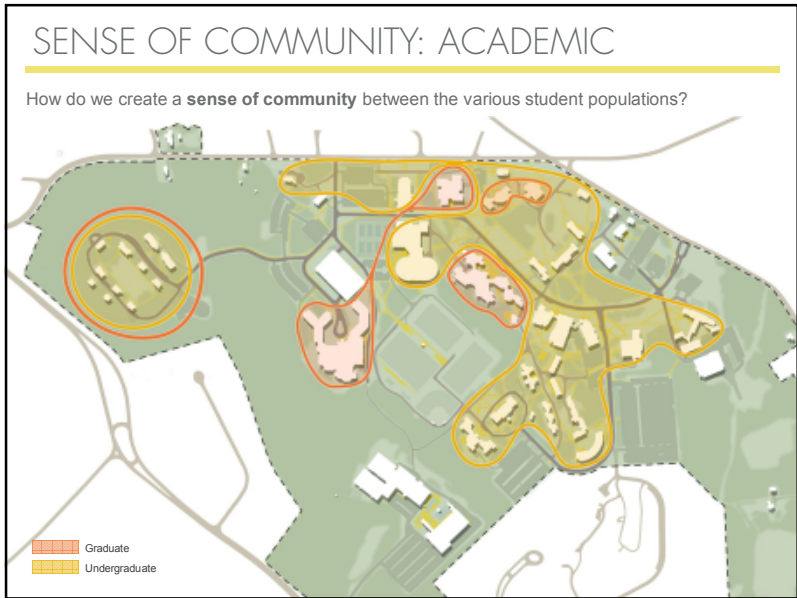 SENSE OF COMMUNITY: ACADEMIC
How do we create a sense of community between the various student populations?
Graduate
Undergraduate